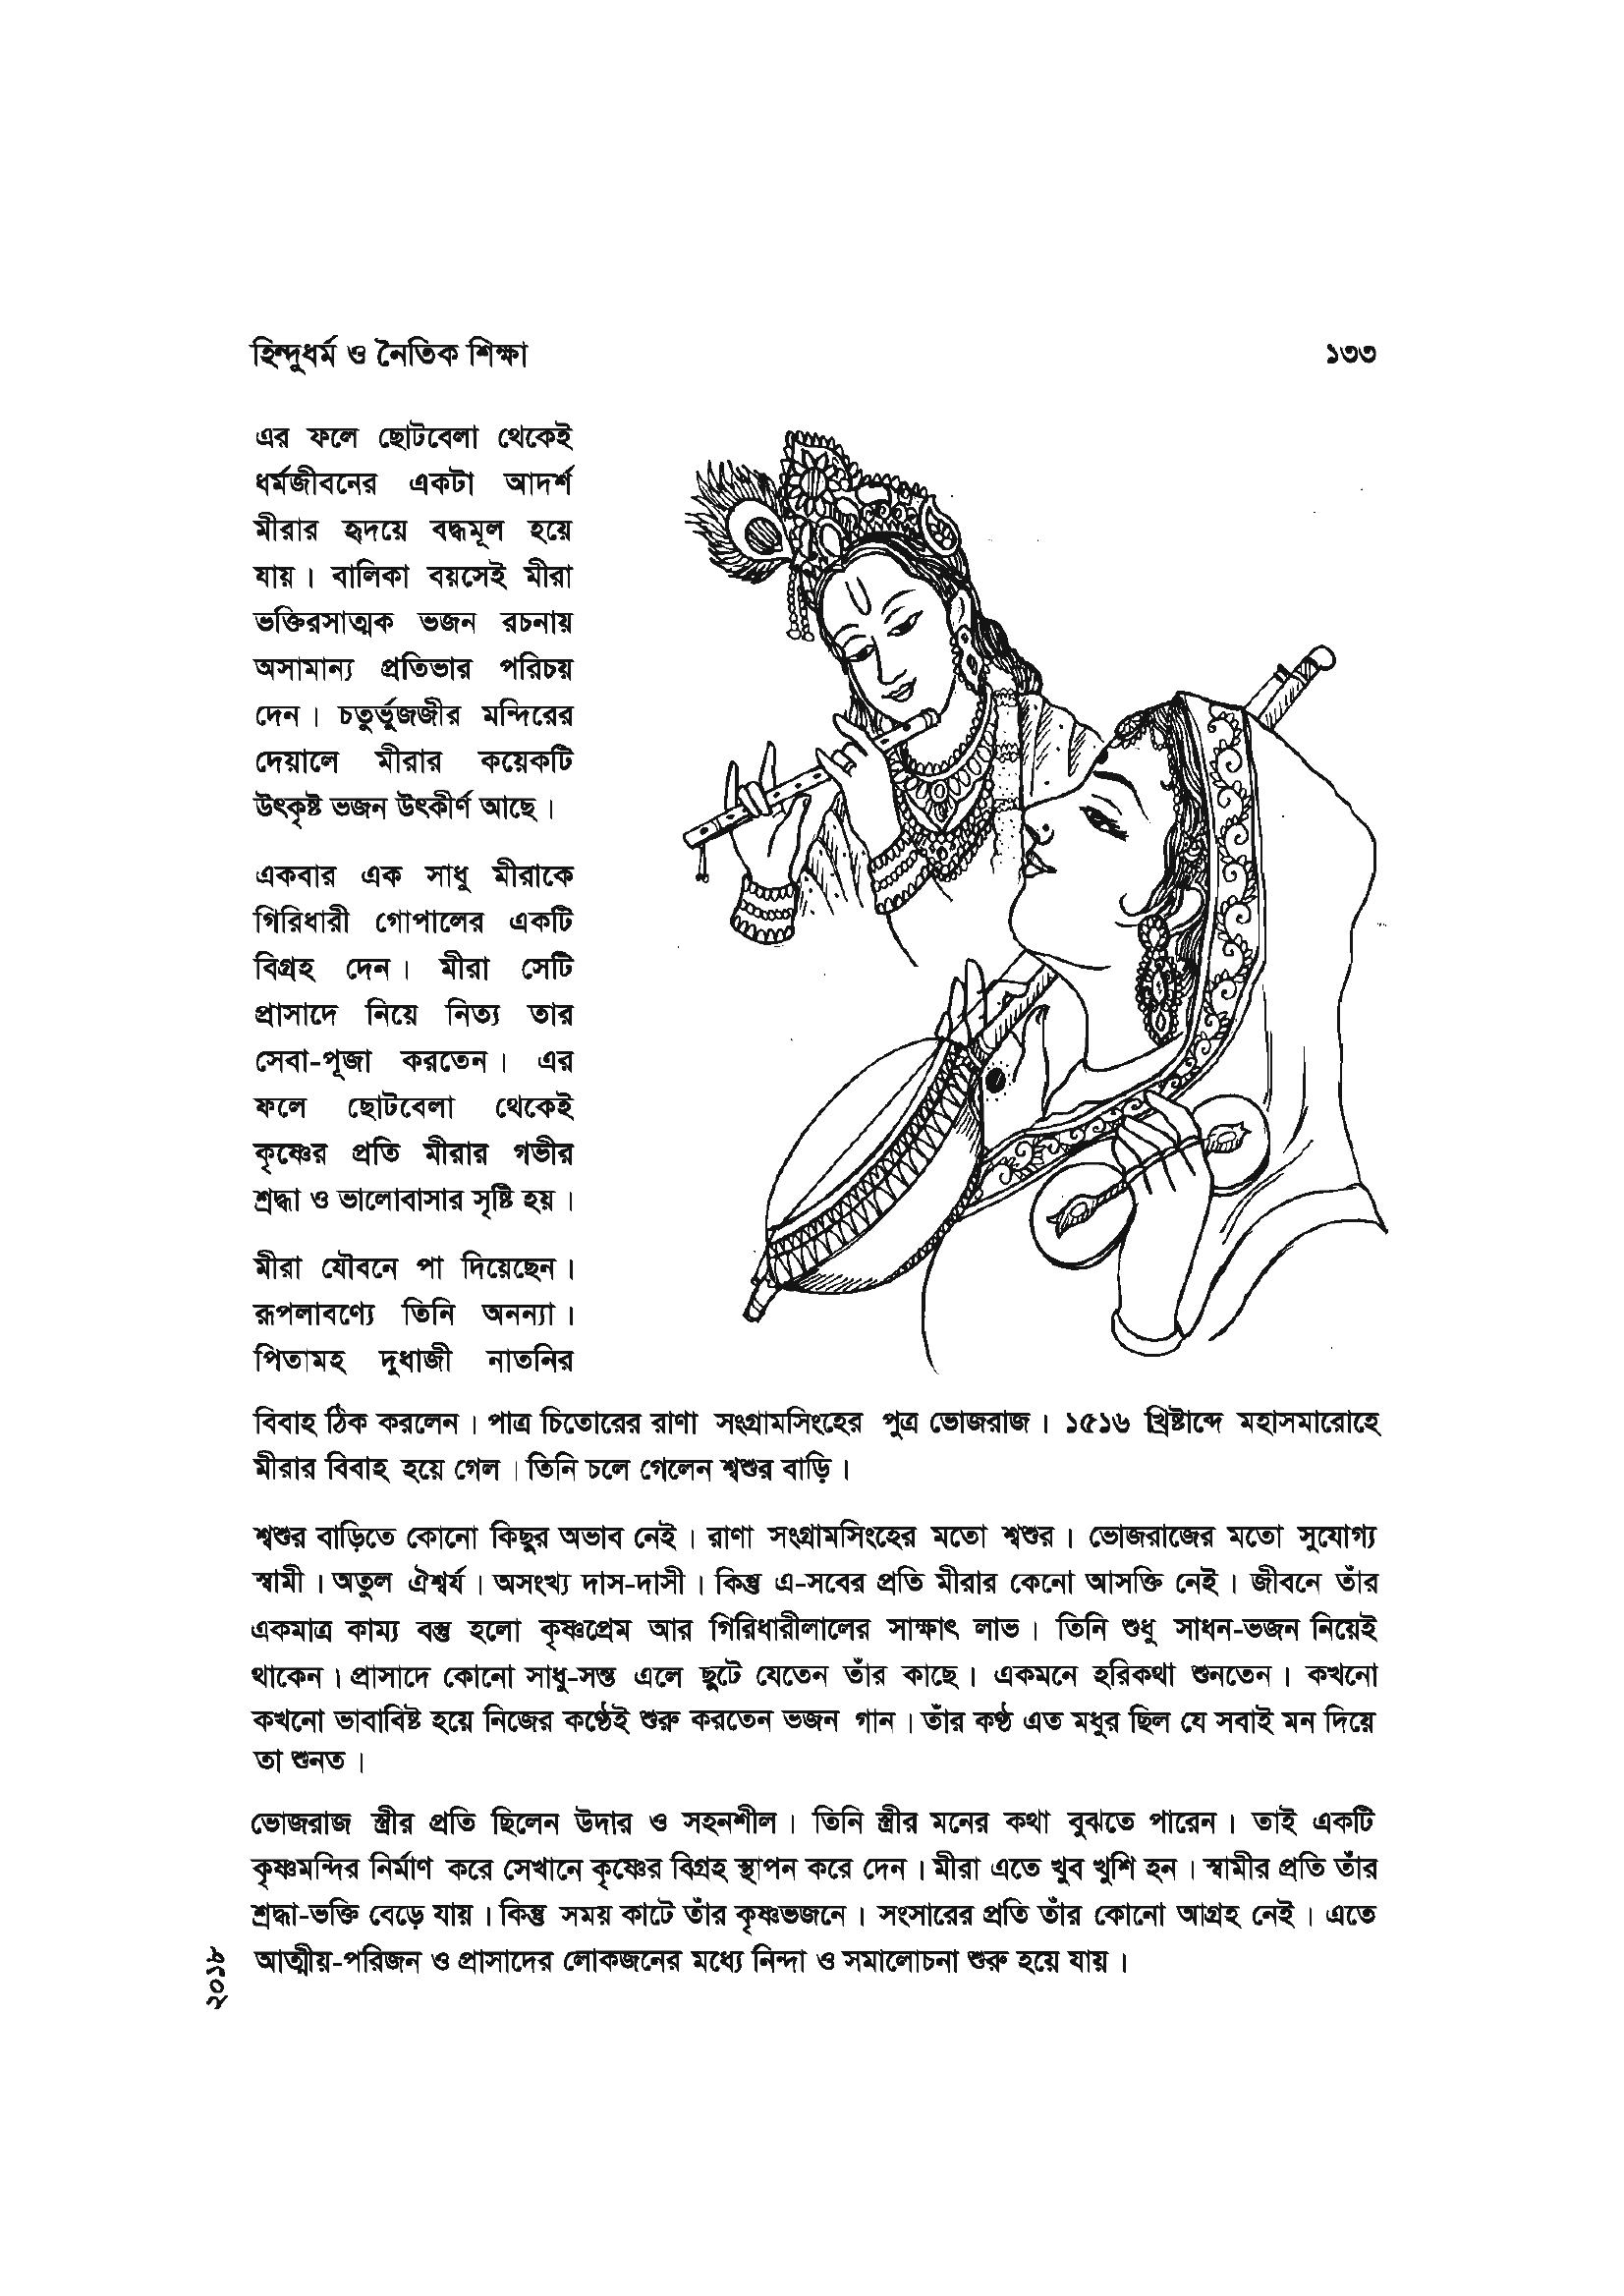 হিন্দুধর্ম ও নৈতিক শিক্ষা ১৩৩
এর ফলে ছোটবেলা থেকেই
ধর্মজীবনের একটা আদর্শ
মীরার হৃদয়ে বদ্ধমূল হয়ে
যায়। বালিকা বয়সেই মীরা
ভক্তিরসাত্মক ভজন রচনায়
অসামান্য প্রতিভার পরিচয়
দেন। চতুর্ভুজজীর মন্দিরের
দেয়ালে মীরার কয়েকটি
উৎকৃষ্ট ভজন উৎকীর্ণ আছে।
একবার এক সাধু মীরাকে
গিরিধারী গোপালের একটি
বিগ্রহ দেন। মীরা সেটি
প্রাসাদে নিয়ে নিত্য তার
সেবা-পূজা করতেন। এর
ফলে ছোটবেলা থেকেই
কৃষ্ণের প্রতি মীরার গভীর
শ্রদ্ধা ও ভালোবাসার সৃষ্টি হয়।
মীরা যৌবনে পা দিয়েছেন।
রূপলাবণ্যে তিনি অনন্যা।
পিতামহ দুধাজী নাতনির
বিবাহ ঠিক করলেন। পাত্র চিতোরের রাণা সংগ্রামসিংহের পুত্র ভোজরাজ। ১৫১৬ খ্রিষ্টাব্দে মহাসমারোহে
মীরার বিবাহ হয়ে গেল। তিনি চলে গেলেন শ্বশুর বাড়ি।
শ্বশুর বাড়িতে কোনো কিছুর অভাব নেই। রাণা সংগ্রামসিংহের মতো শ্বশুর। ভোজরাজের মতো সুযোগ্য
স্বামী। অতুল ঐশ্বর্য। অসংখ্য দাস-দাসী। কিন্তু এ-সবের প্রতি মীরার কেনো আসক্তি নেই। জীবনে তাঁর
একমাত্র কাম্য বস্তু হলো কৃষ্ণপ্রেম আর গিরিধারীলালের সাক্ষাৎ লাভ। তিনি শুধু সাধন-ভজন নিয়েই
থাকেন। প্রাসাদে কোনো সাধু-সন্ত এলে ছুটে যেতেন তাঁর কাছে। একমনে হরিকথা শুনতেন। কখনো
কখনো ভাবাবিষ্ট হয়ে নিজের কণ্ঠেই শুরু করতেন ভজন গান। তাঁর কণ্ঠ এত মধুর ছিল যে সবাই মন দিয়ে
তা শুনত।
ভোজরাজ স্ত্রীর প্রতি ছিলেন উদার ও সহনশীল। তিনি স্ত্রীর মনের কথা বুঝতে পারেন। তাই একটি
কৃষ্ণমন্দির নির্মাণ করে সেখানে কৃষ্ণের বিগ্রহ স্থাপন করে দেন। মীরা এতে খুব খুশি হন। স্বামীর প্রতি তাঁর
শ্রদ্ধা-ভক্তি বেড়ে যায়। কিন্তু সময় কাটে তাঁর কৃষ্ণভজনে। সংসারের প্রতি তাঁর কোনো আগ্রহ নেই। এতে
আত্মীয়-পরিজন ও প্রাসাদের লোকজনের মধ্যে নিন্দা ও সমালোচনা শুরু হয়ে যায়।
২০১৮